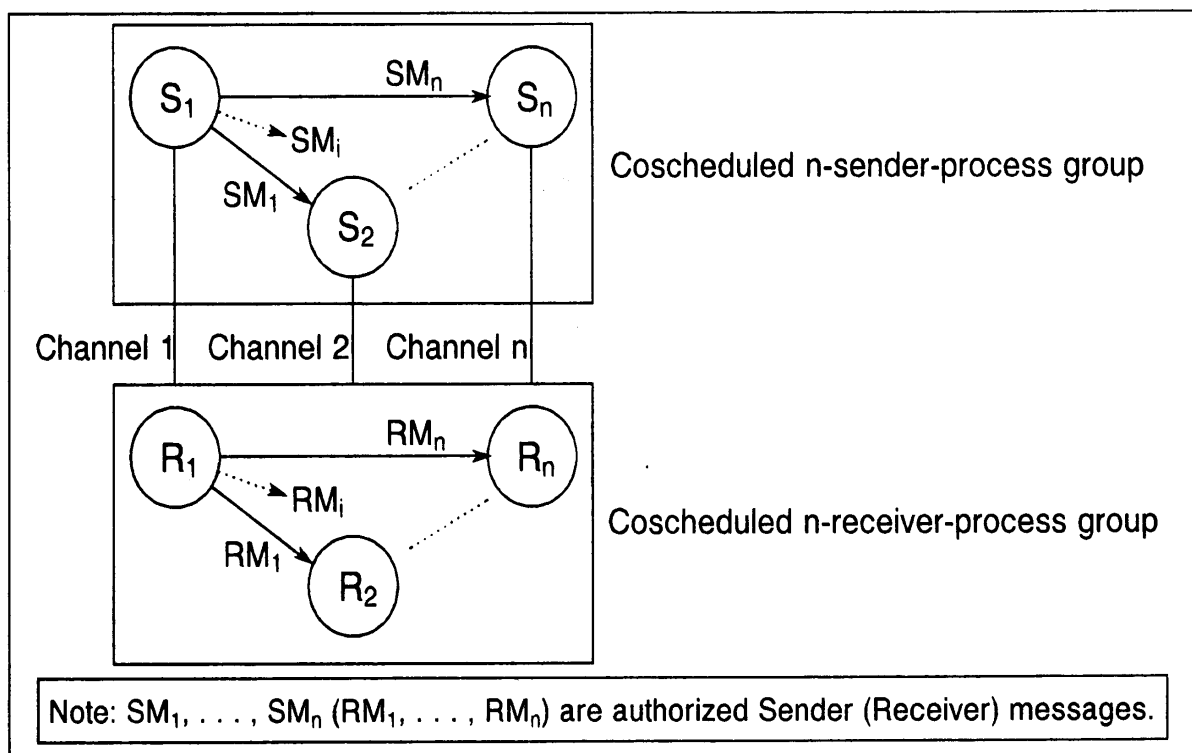 SMₙ
S₁
Sₙ
SMᵢ
SM₁
S₂
Coscheduled n-sender-process group
Channel 1
Channel 2
Channel n
RMₙ
R₁
Rₙ
RMᵢ
RM₁
R₂
Coscheduled n-receiver-process group
Note: SM₁, . . . , SMₙ (RM₁, . . . , RMₙ) are authorized Sender (Receiver) messages.